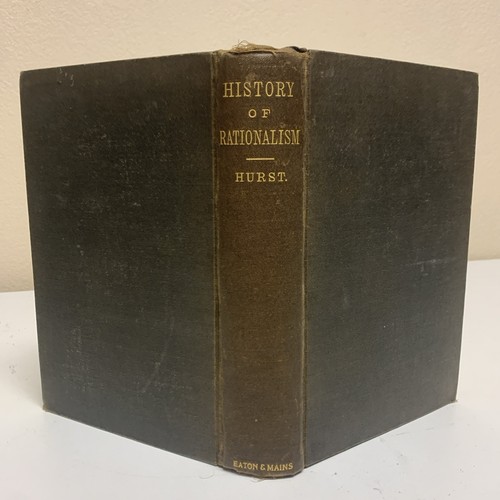 HISTORY
OF
RATIONALISM
HURST.
EATON & MAINS